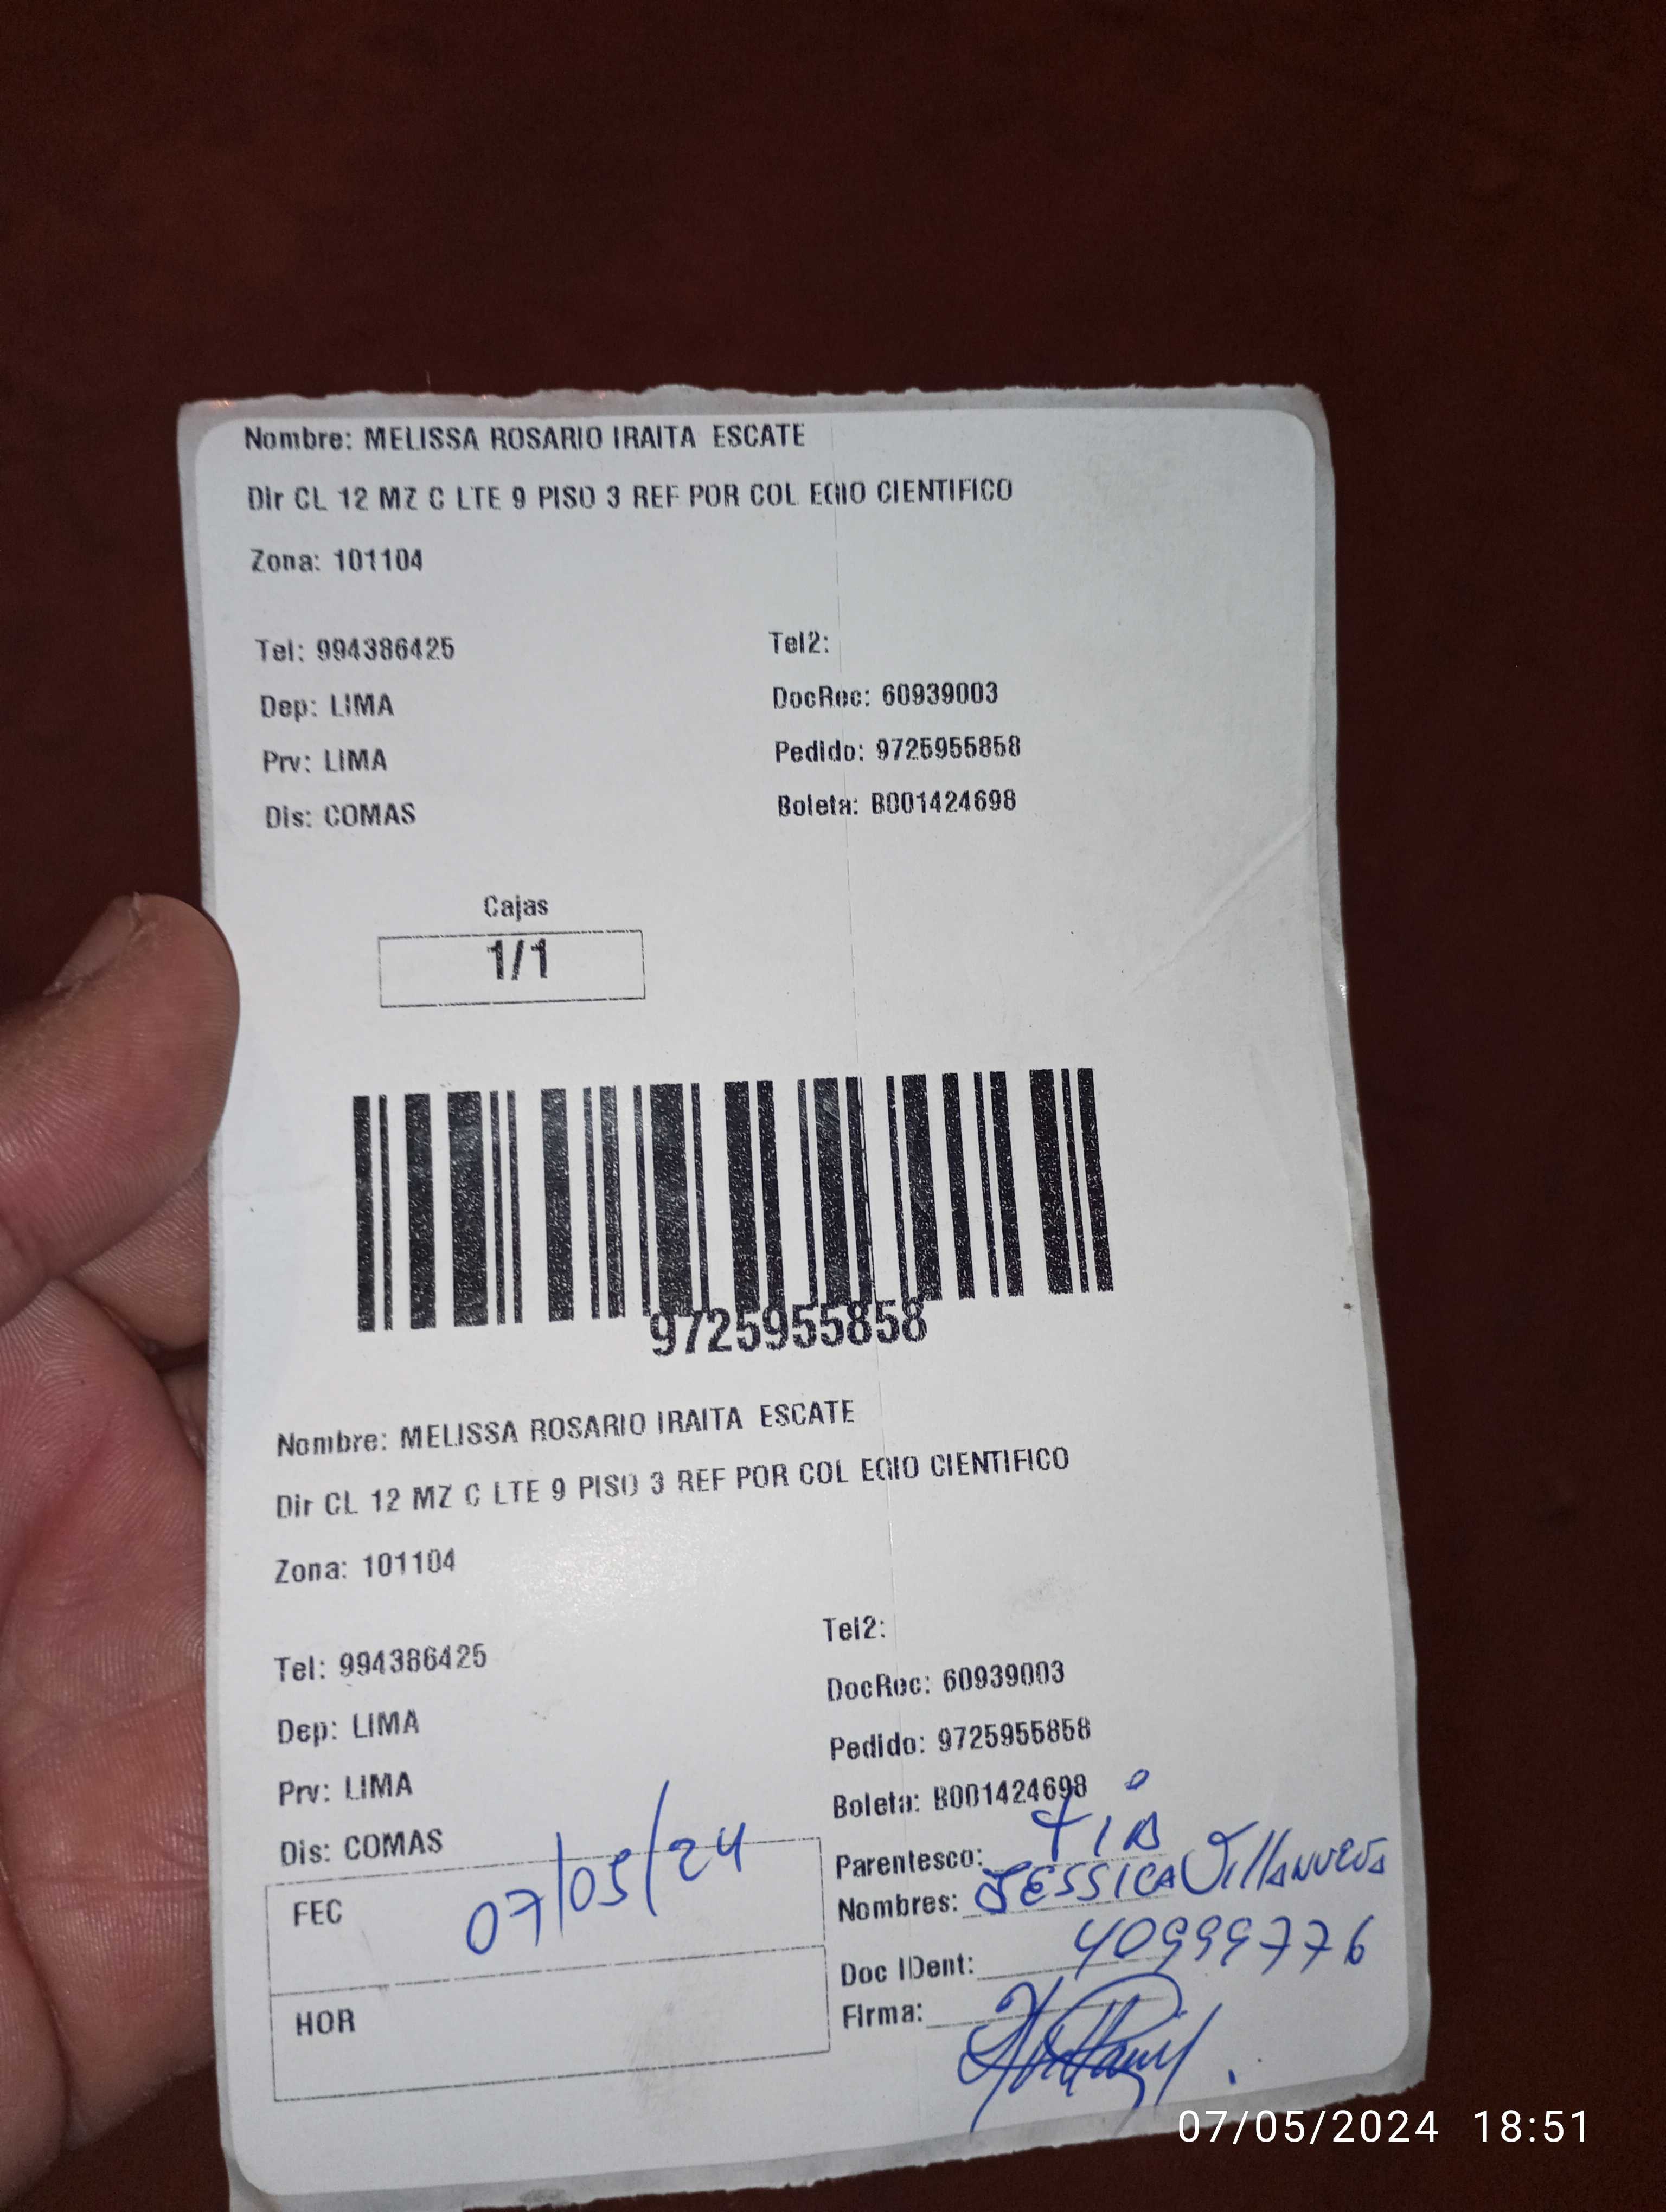 Nombre: MELISSA ROSARIO IRAITA ESCATE
Dir CL 12 MZ C LTE 9 PISO 3 REF POR COL EGIO CIENTIFICO
Zona: 101104
Tel: 994386425 Tel2:
Dep: LIMA DocRec: 60939003
Prv: LIMA Pedido: 9725955858
Dis: COMAS Boleta: B001424698
Cajas
1/1
9725955858
Nombre: MELISSA ROSARIO IRAITA ESCATE
Dir CL 12 MZ C LTE 9 PISO 3 REF POR COL EGIO CIENTIFICO
Zona: 101104
Tel: 994386425 Tel2:
Dep: LIMA DocRec: 60939003
Prv: LIMA Pedido: 9725955858
Dis: COMAS Boleta: B001424698
Parentesco: TIA
FEC 07/05/24 Nombres: JESSICA Villanueva
Doc IDent: 40999776
HOR Firma:
07/05/2024 18:51